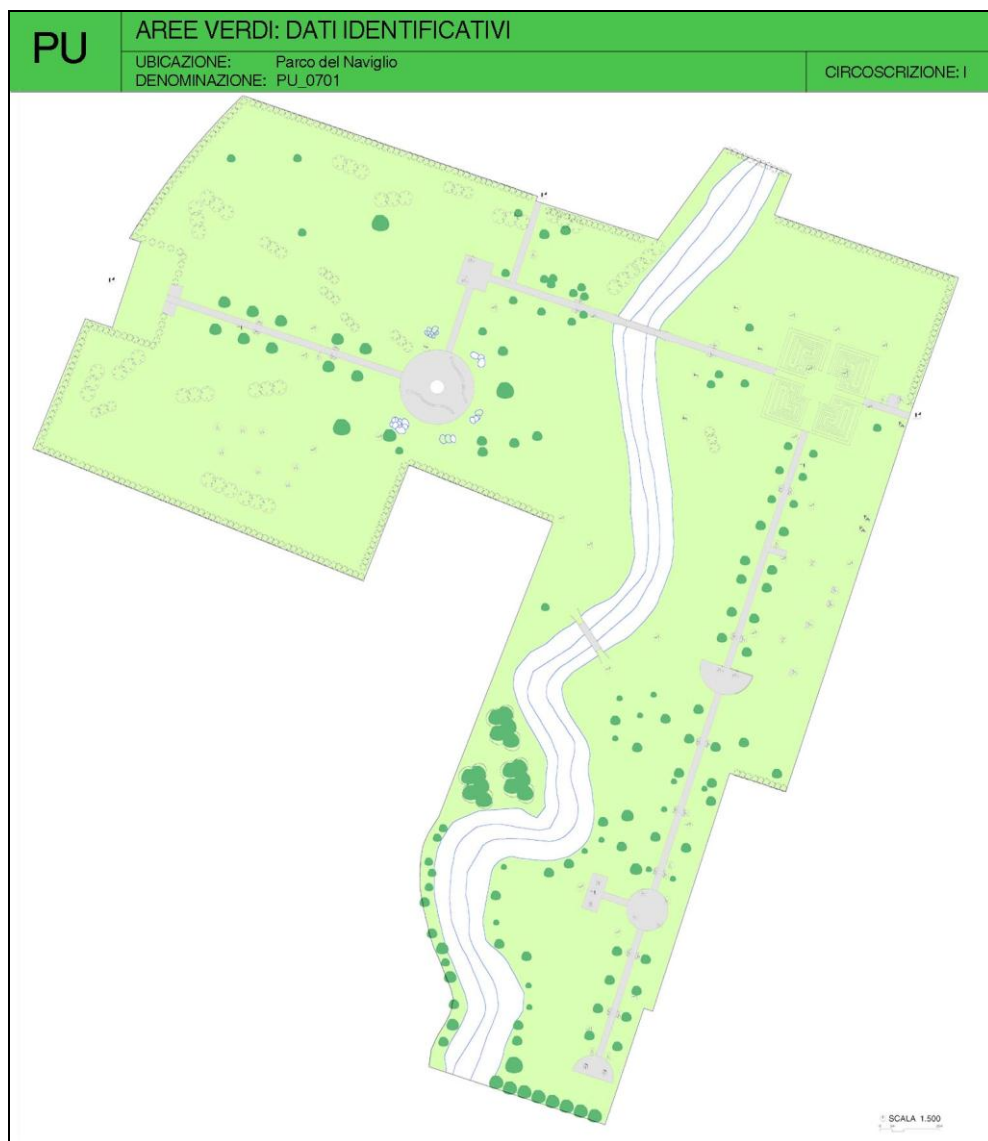 PU
AREE VERDI: DATI IDENTIFICATIVI
UBICAZIONE: Parco del Naviglio
DENOMINAZIONE: PU_0701
CIRCOSCRIZIONE: I
SCALA 1.500